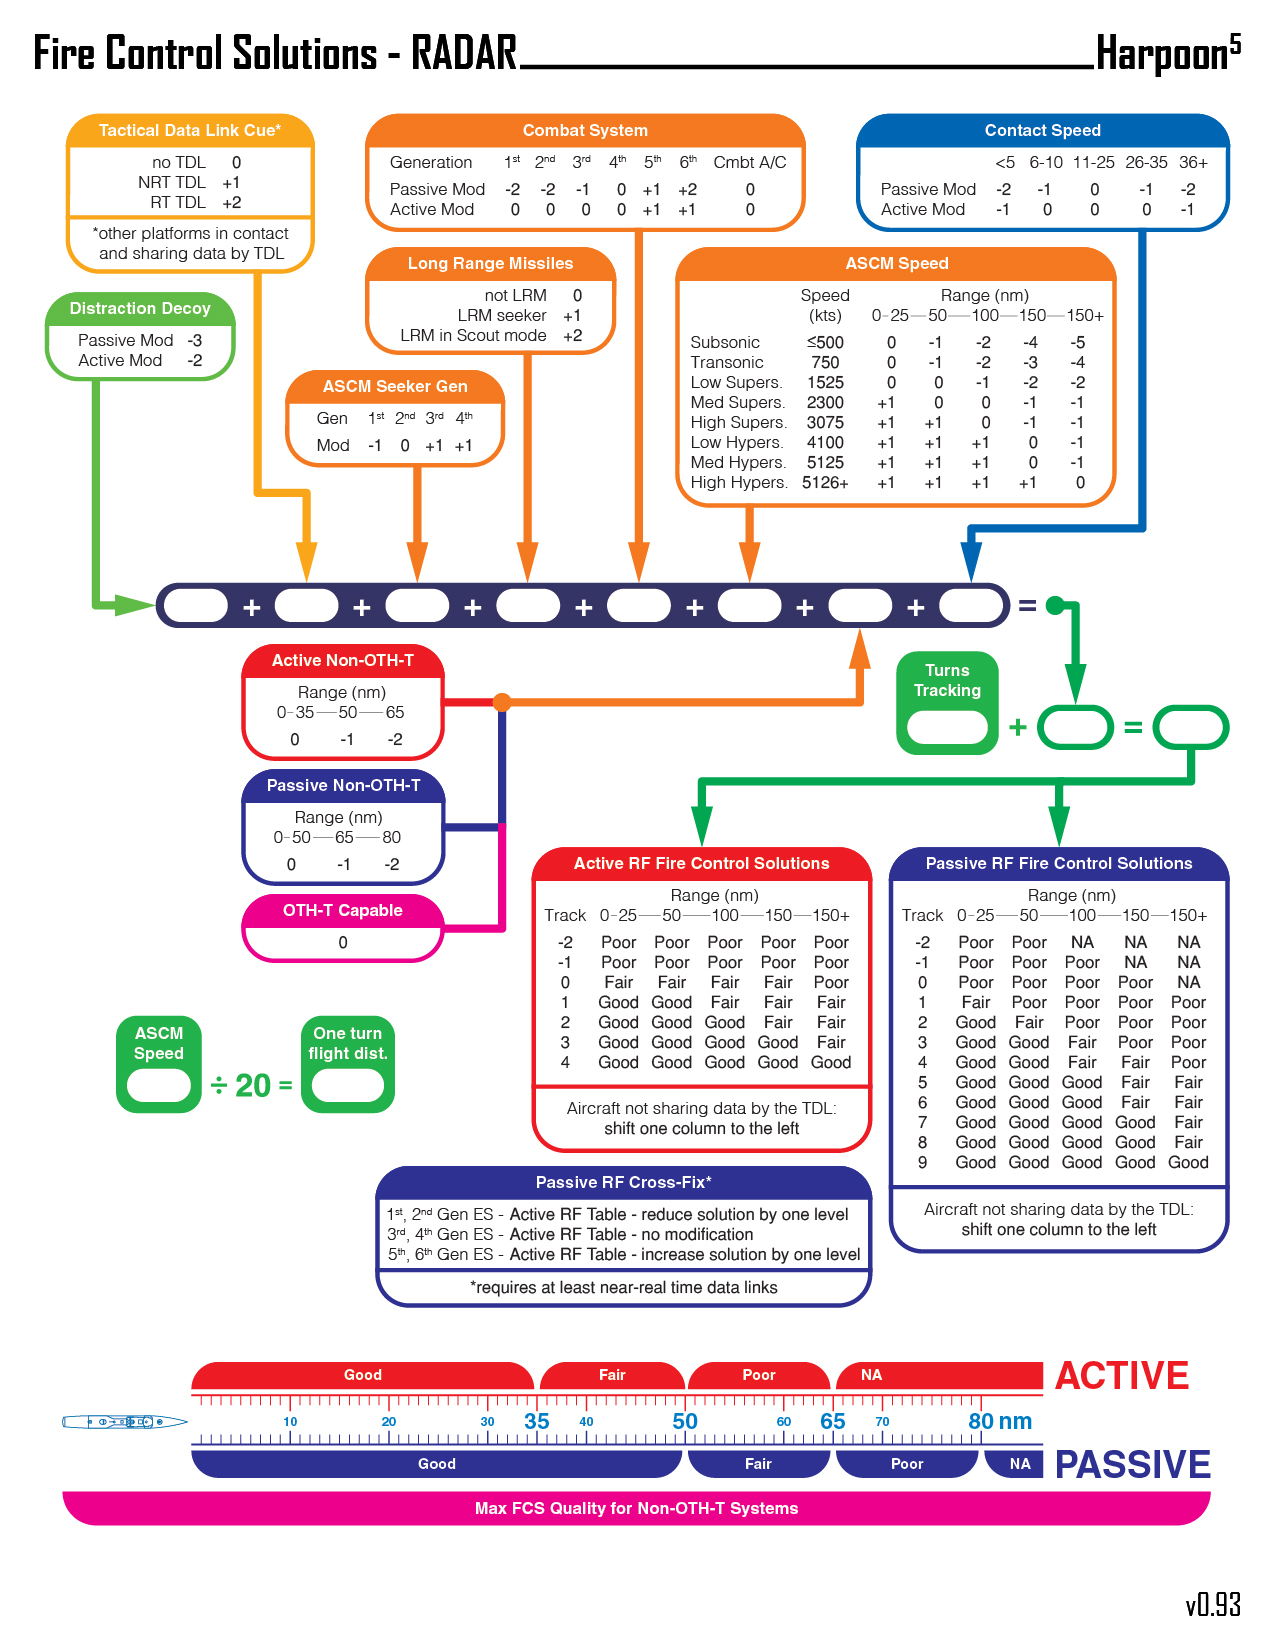 Fire Control Solutions - RADAR Harpoon⁵
Tactical Data Link Cue*
no TDL 0
NRT TDL +1
RT TDL +2
*other platforms in contact
and sharing data by TDL
Combat System
Generation 1st 2nd 3rd 4th 5th 6th Cmbt A/C
Passive Mod -2 -2 -1 0 +1 +2 0
Active Mod 0 0 0 0 +1 +1 0
Contact Speed
<5 6-10 11-25 26-35 36+
Passive Mod -2 -1 0 -1 -2
Active Mod -1 0 0 0 -1
Distraction Decoy
Passive Mod -3
Active Mod -2
Long Range Missiles
not LRM 0
LRM seeker +1
LRM in Scout mode +2
ASCM Seeker Gen
Gen 1st 2nd 3rd 4th
Mod -1 0 +1 +1
ASCM Speed
Speed Range (nm)
(kts) 0-25—50—100—150—150+
Subsonic ≤500 0 -1 -2 -4 -5
Transonic 750 0 -1 -2 -3 -4
Low Supers. 1525 0 0 -1 -2 -2
Med Supers. 2300 +1 0 0 -1 -1
High Supers. 3075 +1 +1 0 -1 -1
Low Hypers. 4100 +1 +1 +1 0 -1
Med Hypers. 5125 +1 +1 +1 0 -1
High Hypers. 5126+ +1 +1 +1 +1 0
+ + + + + + + =
Active Non-OTH-T
Range (nm)
0-35—50—65
0 -1 -2
Passive Non-OTH-T
Range (nm)
0-50—65—80
0 -1 -2
OTH-T Capable
0
Turns
Tracking
+ =
Active RF Fire Control Solutions
Range (nm)
Track 0-25—50—100—150—150+
-2 Poor Poor Poor Poor Poor
-1 Poor Poor Poor Poor Poor
0 Fair Fair Fair Fair Poor
1 Good Good Fair Fair Fair
2 Good Good Good Fair Fair
3 Good Good Good Good Fair
4 Good Good Good Good Good
Aircraft not sharing data by the TDL:
shift one column to the left
Passive RF Fire Control Solutions
Range (nm)
Track 0-25—50—100—150—150+
-2 Poor Poor NA NA NA
-1 Poor Poor Poor NA NA
0 Poor Poor Poor Poor NA
1 Fair Poor Poor Poor Poor
2 Good Fair Poor Poor Poor
3 Good Good Fair Poor Poor
4 Good Good Fair Fair Poor
5 Good Good Good Fair Fair
6 Good Good Good Fair Fair
7 Good Good Good Good Fair
8 Good Good Good Good Fair
9 Good Good Good Good Good
Aircraft not sharing data by the TDL:
shift one column to the left
ASCM
Speed
÷ 20 =
One turn
flight dist.
Passive RF Cross-Fix*
1st, 2nd Gen ES - Active RF Table - reduce solution by one level
3rd, 4th Gen ES - Active RF Table - no modification
5th, 6th Gen ES - Active RF Table - increase solution by one level
*requires at least near-real time data links
Good Fair Poor NA ACTIVE
10 20 30 35 40 50 60 65 70 80 nm
Good Fair Poor NA PASSIVE
Max FCS Quality for Non-OTH-T Systems
v0.93